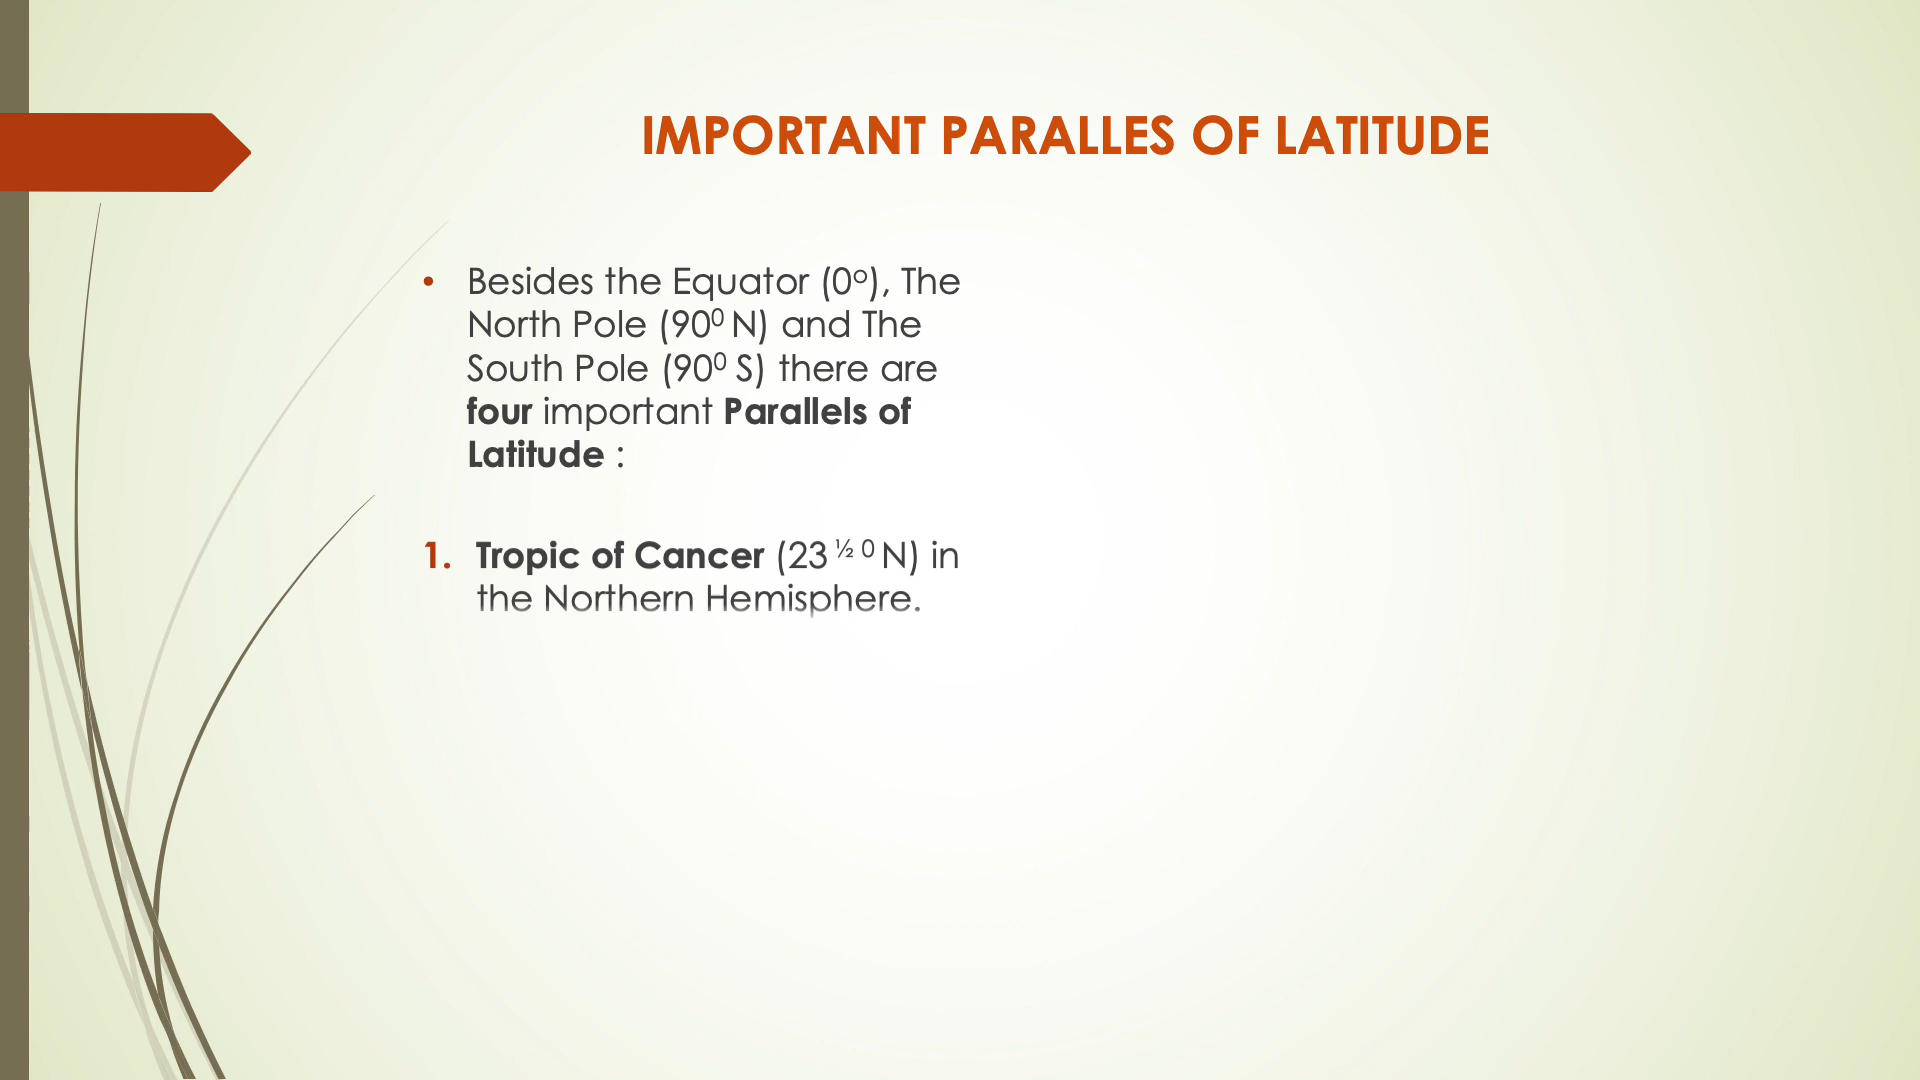 IMPORTANT PARALLES OF LATITUDE
• Besides the Equator (0º), The
North Pole (90⁰ N) and The
South Pole (90⁰ S) there are
four important Parallels of
Latitude :
1. Tropic of Cancer (23 ½ ⁰ N) in
the Northern Hemisphere.